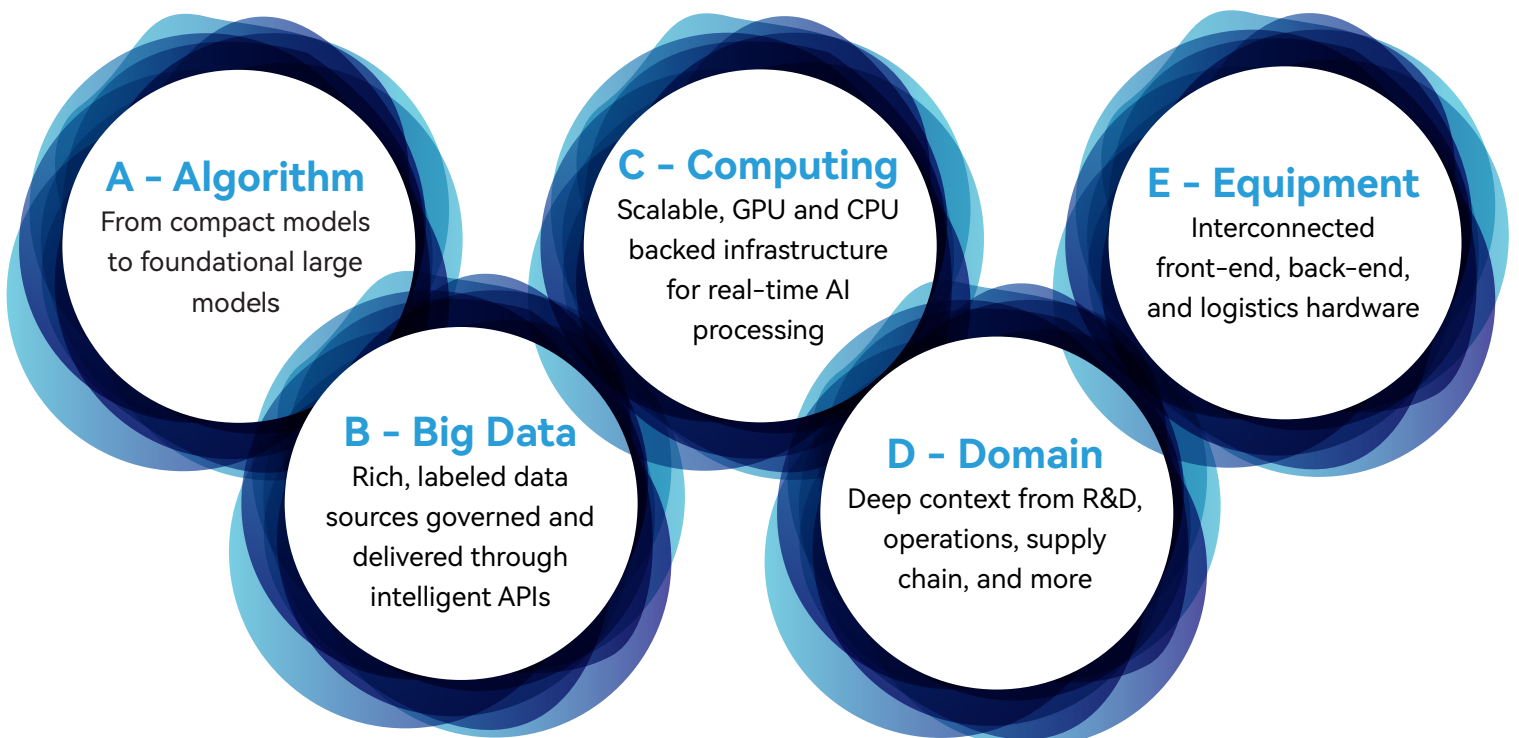 A - Algorithm
From compact models
to foundational large
models
B - Big Data
Rich, labeled data
sources governed and
delivered through
intelligent APIs
C - Computing
Scalable, GPU and CPU
backed infrastructure
for real-time AI
processing
D - Domain
Deep context from R&D,
operations, supply
chain, and more
E - Equipment
Interconnected
front-end, back-end,
and logistics hardware